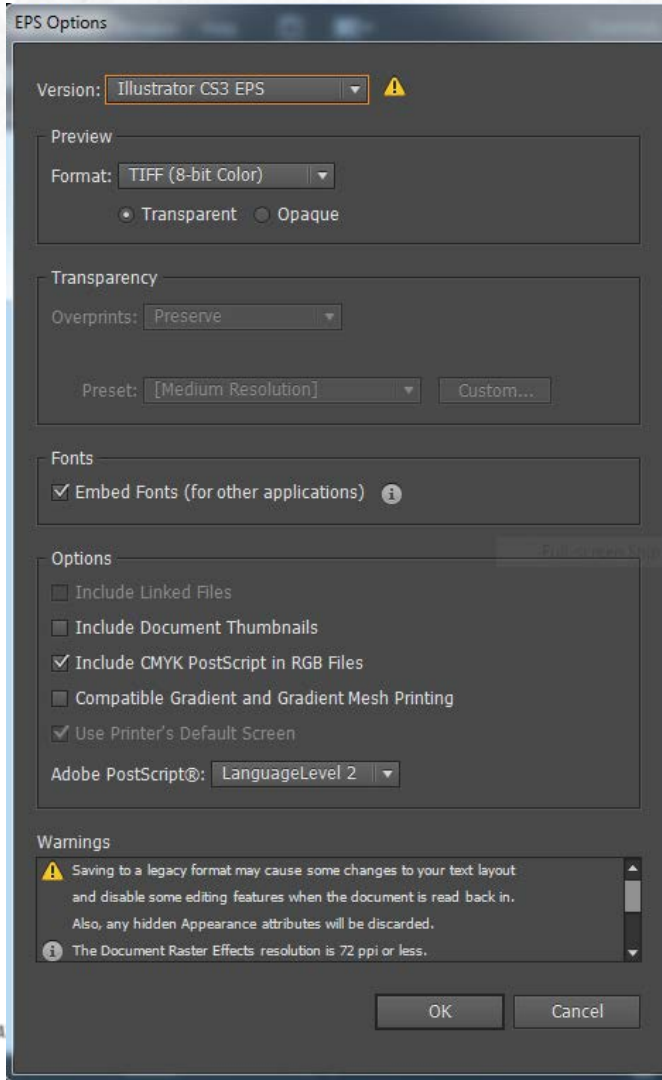 EPS Options
Version: Illustrator CS3 EPS
Preview
Format: TIFF (8-bit Color)
Transparent Opaque
Transparency
Overprints: Preserve
Preset: [Medium Resolution] Custom...
Fonts
Embed Fonts (for other applications)
Options
Include Linked Files
Include Document Thumbnails
Include CMYK PostScript in RGB Files
Compatible Gradient and Gradient Mesh Printing
Use Printer's Default Screen
Adobe PostScript®: LanguageLevel 2
Warnings
Saving to a legacy format may cause some changes to your text layout
and disable some editing features when the document is read back in.
Also, any hidden Appearance attributes will be discarded.
The Document Raster Effects resolution is 72 ppi or less.
OK Cancel